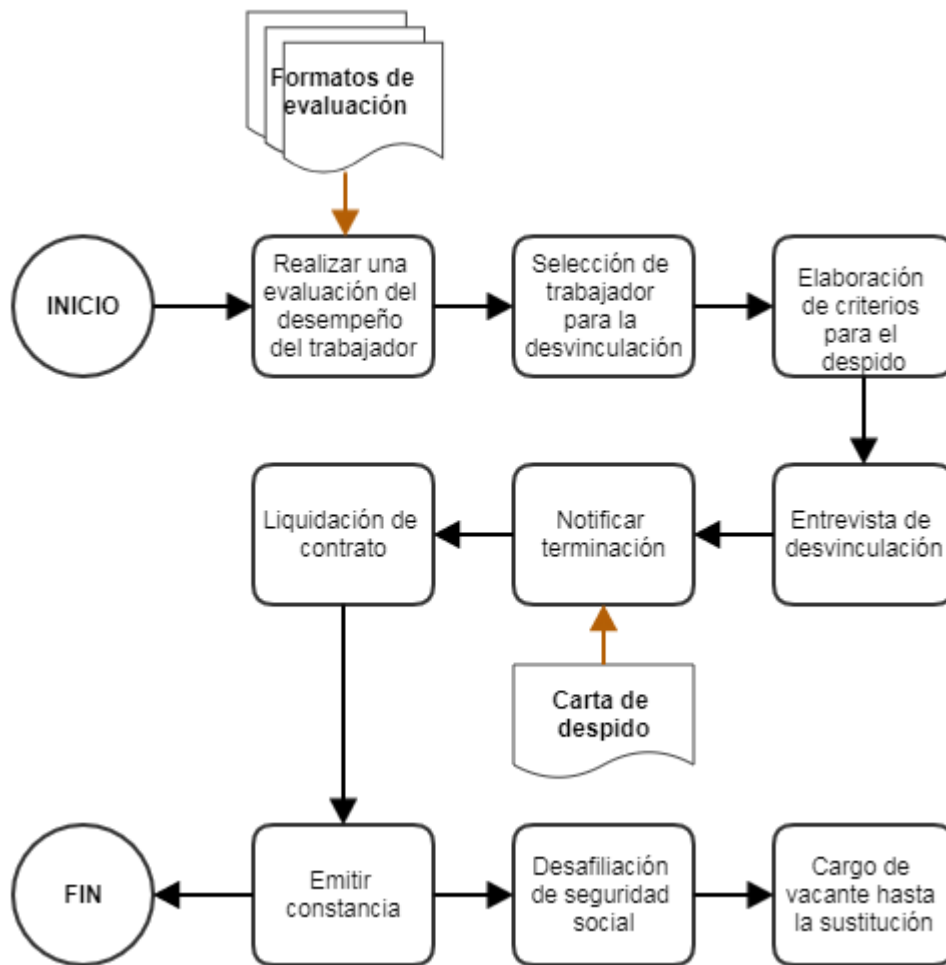 Formatos de
evaluación
INICIO
Realizar una
evaluación del
desempeño
del trabajador
Selección de
trabajador
para la
desvinculación
Elaboración
de criterios
para el
despido
Liquidación de
contrato
Notificar
terminación
Entrevista de
desvinculación
Carta de
despido
FIN
Emitir
constancia
Desafiliación
de seguridad
social
Cargo de
vacante hasta
la sustitución